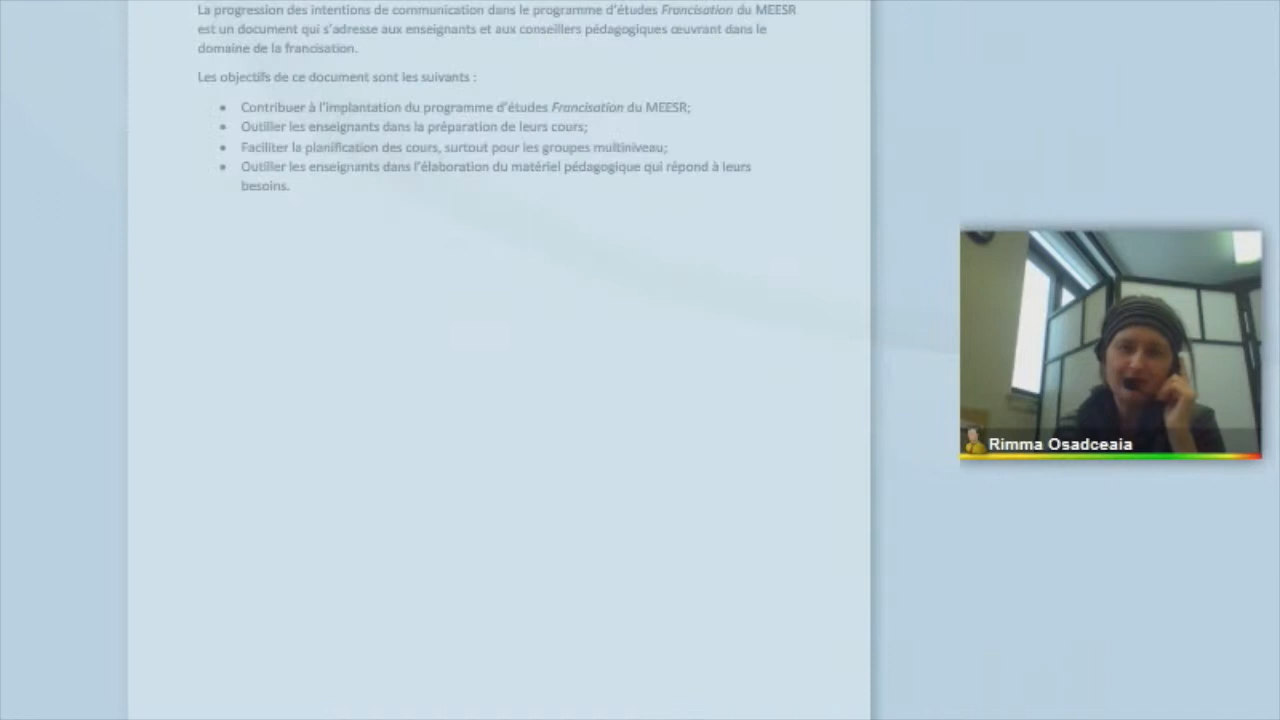 La progression des intentions de communication dans le programme d'études Francisation du MEESR
est un document qui s'adresse aux enseignants et aux conseillers pédagogiques œuvrant dans le
domaine de la francisation.
Les objectifs de ce document sont les suivants :
• Contribuer à l'implantation du programme d'études Francisation du MEESR;
• Outiller les enseignants dans la préparation de leurs cours;
• Faciliter la planification des cours, surtout pour les groupes multiniveau;
• Outiller les enseignants dans l'élaboration du matériel pédagogique qui répond à leurs
besoins.
Rimma Osadceaia